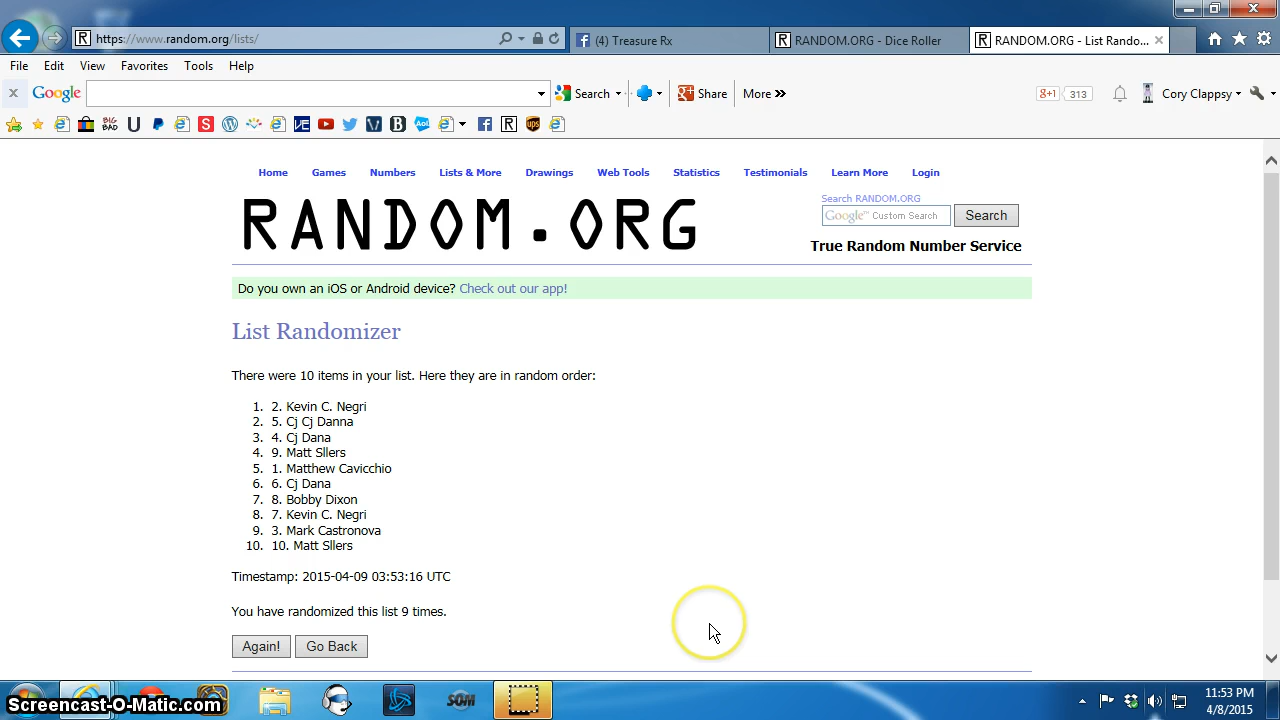 https://www.random.org/lists/
(4) Treasure Rx
RANDOM.ORG - Dice Roller
RANDOM.ORG - List Rando...
File Edit View Favorites Tools Help
Google Search Share More » g+1 313 Cory Clappsy
Home Games Numbers Lists & More Drawings Web Tools Statistics Testimonials Learn More Login
RANDOM.ORG
Search RANDOM.ORG
Google™ Custom Search Search
True Random Number Service
Do you own an iOS or Android device? Check out our app!
List Randomizer
There were 10 items in your list. Here they are in random order:
1. 2. Kevin C. Negri
2. 5. Cj Cj Danna
3. 4. Cj Dana
4. 9. Matt Sllers
5. 1. Matthew Cavicchio
6. 6. Cj Dana
7. 8. Bobby Dixon
8. 7. Kevin C. Negri
9. 3. Mark Castronova
10. 10. Matt Sllers
Timestamp: 2015-04-09 03:53:16 UTC
You have randomized this list 9 times.
Again! Go Back
Screencast-O-Matic.com
SOM
11:53 PM
4/8/2015